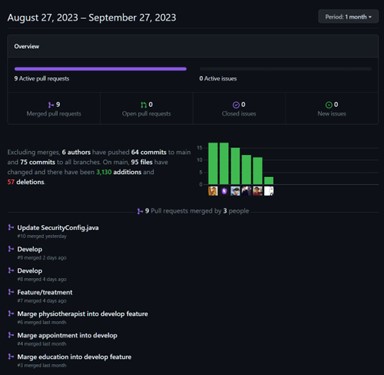 August 27, 2023 – September 27, 2023
Period: 1 month
Overview
9 Active pull requests
0 Active issues
9
Merged pull requests
0
Open pull requests
0
Closed issues
0
New issues
Excluding merges, 6 authors have pushed 64 commits to main
and 75 commits to all branches. On main, 95 files have
changed and there have been 3,130 additions and
57 deletions.
15
10
5
0
9 Pull requests merged by 3 people
Update SecurityConfig.java
#10 merged yesterday
Develop
#9 merged 2 days ago
Develop
#8 merged 4 days ago
Feature/treatment
#7 merged 4 days ago
Marge physiotherapist into develop feature
#6 merged last month
Marge appointment into develop
#4 merged last month
Marge education into develop feature
#3 merged last month